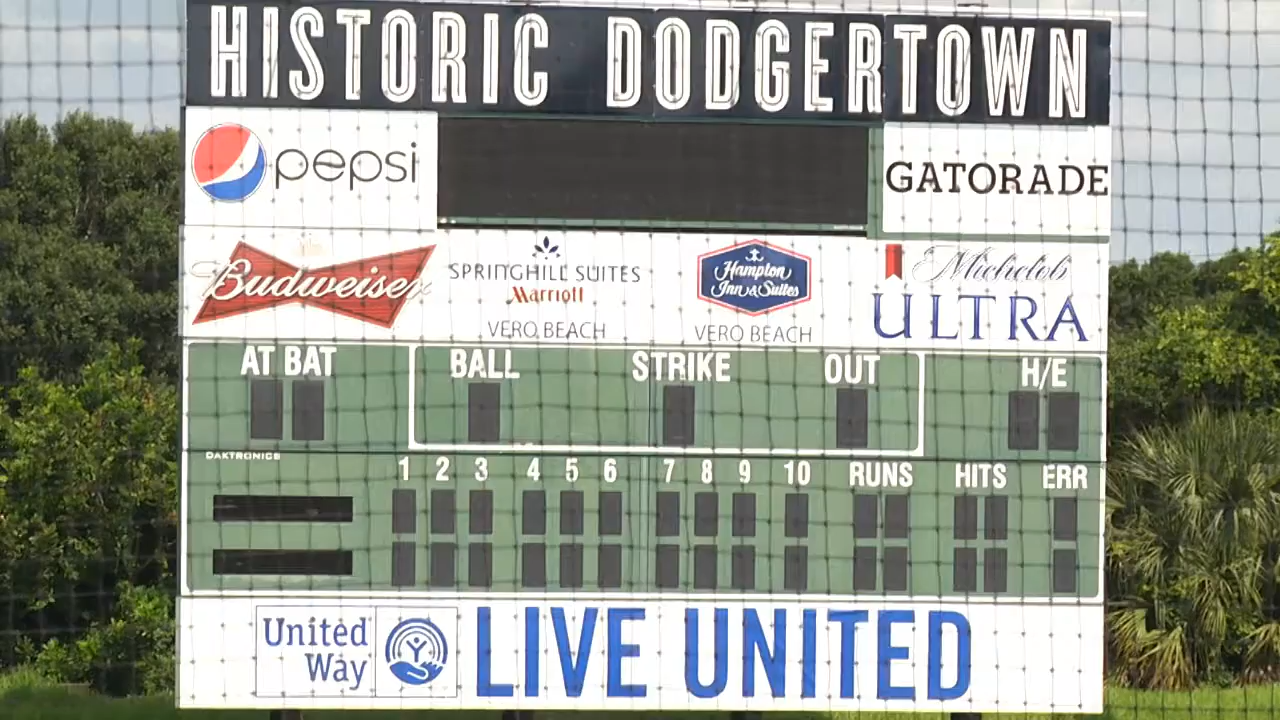 HISTORIC DODGERTOWN
pepsi
GATORADE
Budweiser
SPRINGHILL SUITES
Marriott
VERO BEACH
Hampton
Inn & Suites
VERO BEACH
Michelob
ULTRA
AT BAT BALL STRIKE OUT H/E
DAKTRONICS
1 2 3 4 5 6 7 8 9 10 RUNS HITS ERR
United
Way
LIVE UNITED